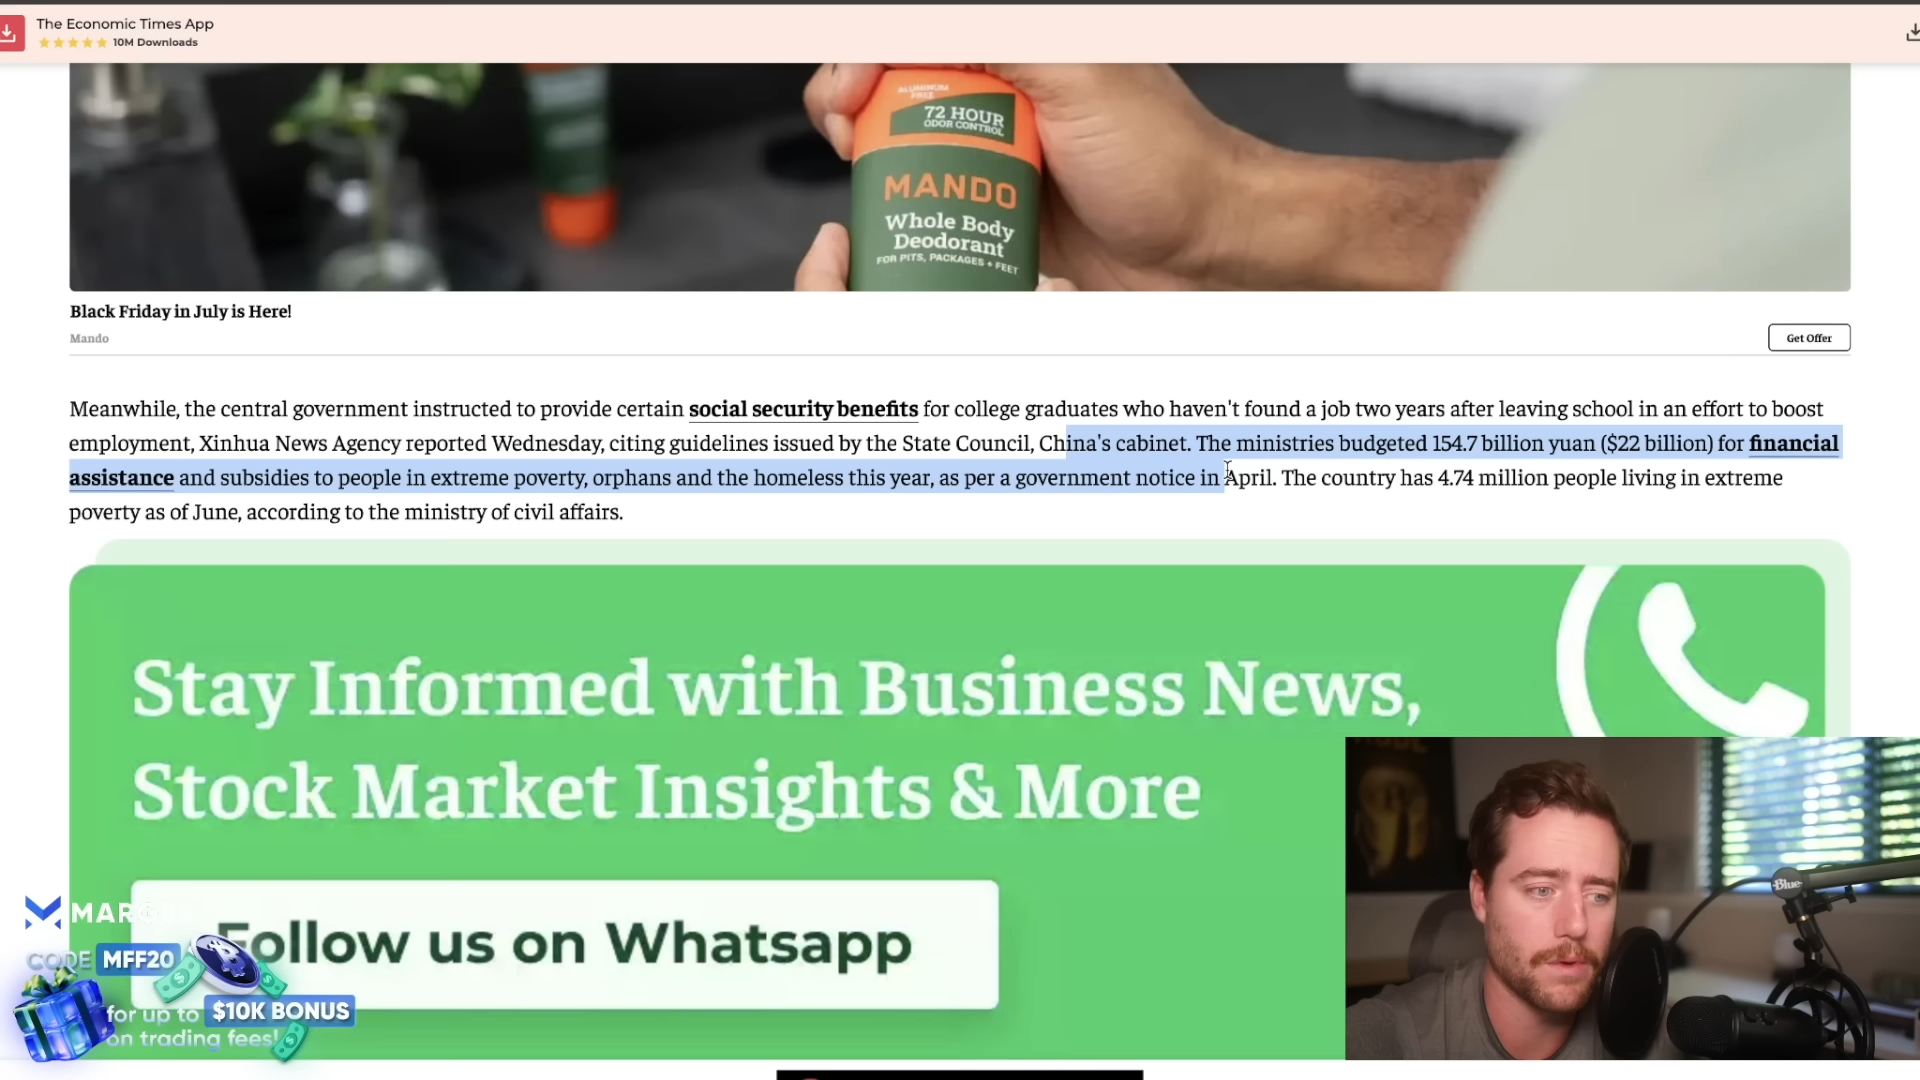 The Economic Times App
10M Downloads
ALUMINUM
FREE
72 HOUR
ODOR CONTROL
MANDO
Whole Body
Deodorant
FOR PITS, PACKAGES + FEET
Black Friday in July is Here!
Mando
Get Offer
Meanwhile, the central government instructed to provide certain social security benefits for college graduates who haven't found a job two years after leaving school in an effort to boost
employment, Xinhua News Agency reported Wednesday, citing guidelines issued by the State Council, China's cabinet. The ministries budgeted 154.7 billion yuan ($22 billion) for financial
assistance and subsidies to people in extreme poverty, orphans and the homeless this year, as per a government notice in April. The country has 4.74 million people living in extreme
poverty as of June, according to the ministry of civil affairs.
Stay Informed with Business News,
Stock Market Insights & More
Follow us on Whatsapp
CODE MFF20
for up to $10K BONUS
on trading fees!
Blue